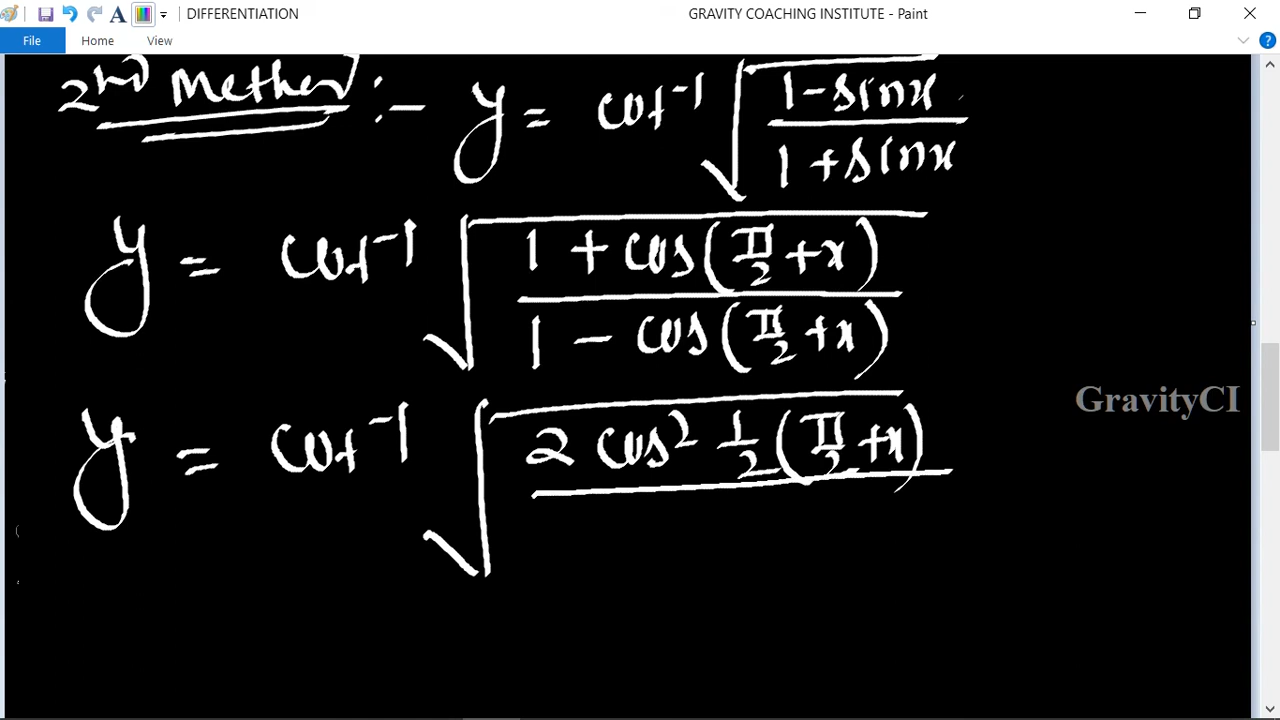 DIFFERENTIATION GRAVITY COACHING INSTITUTE - Paint
File Home View
2nd Method :- y = cot⁻¹ √((1-sinx)/(1+sinx))
y = cot⁻¹ √((1+cos(π/2+x))/(1-cos(π/2+x)))
GravityCI
y = cot⁻¹ √(2 cos² 1/2 (π/2+x)/